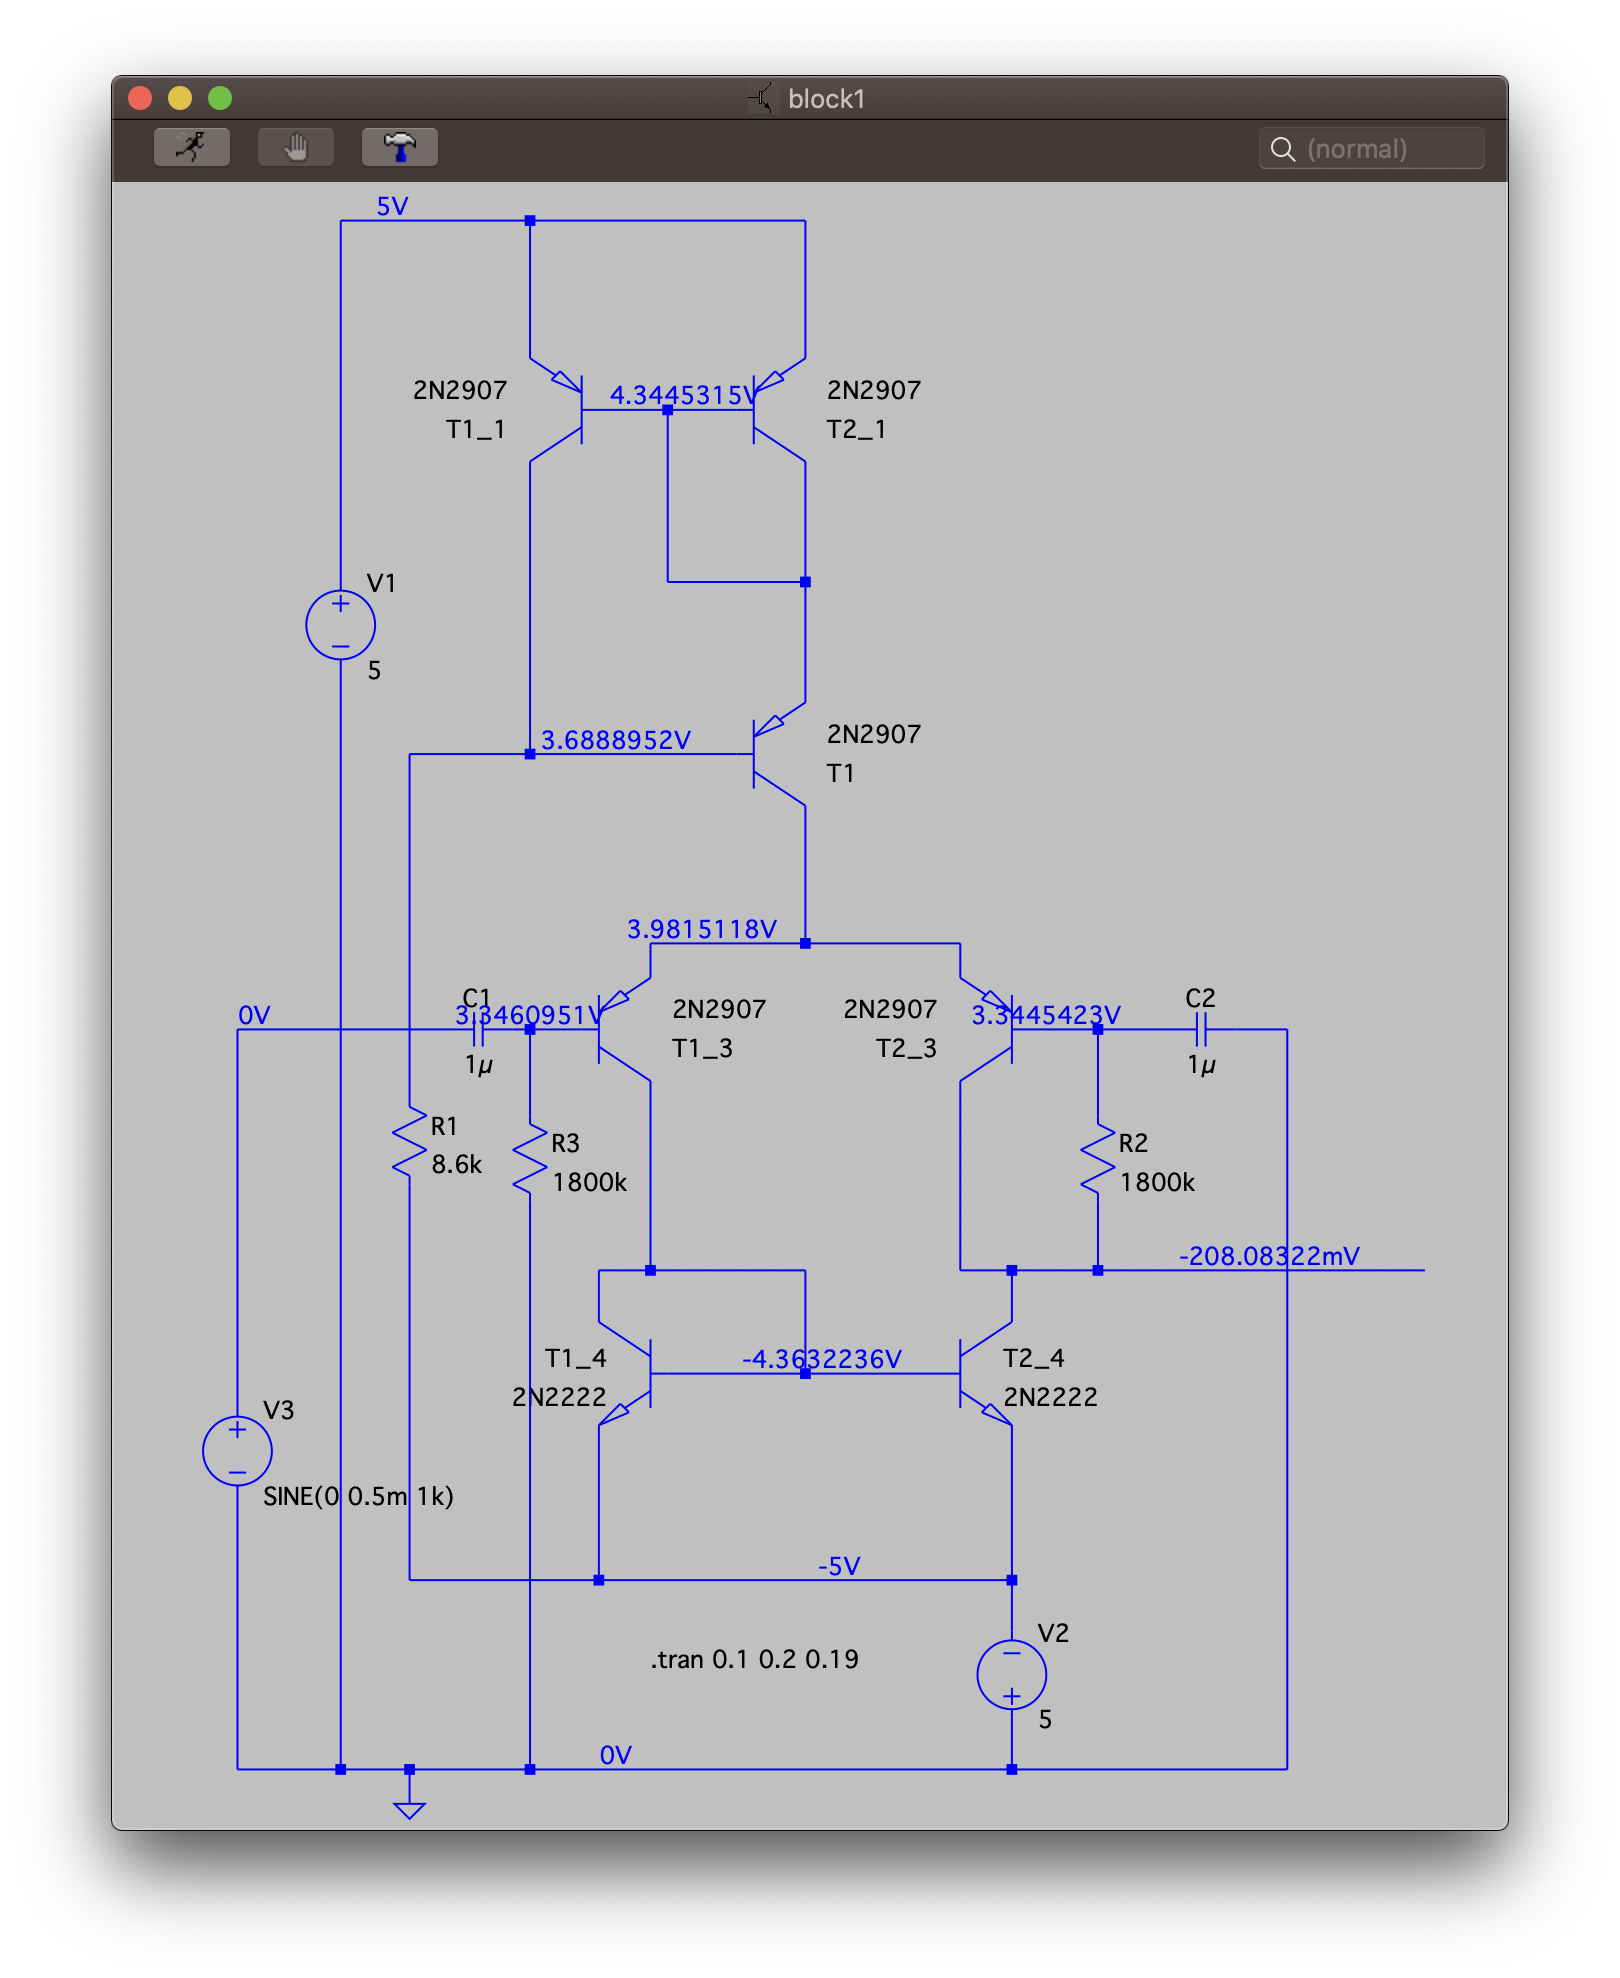 block1
(normal)
5V
2N2907
T1_1
4.3445315V
2N2907
T2_1
V1
5
3.6888952V
2N2907
T1
3.9815118V
0V
C1
3.3460951V
1µ
2N2907
T1_3
2N2907
T2_3
3.3445423V
C2
1µ
R1
8.6k
R3
1800k
R2
1800k
-208.08322mV
T1_4
2N2222
-4.3632236V
T2_4
2N2222
V3
SINE(0 0.5m 1k)
-5V
V2
5
.tran 0.1 0.2 0.19
0V